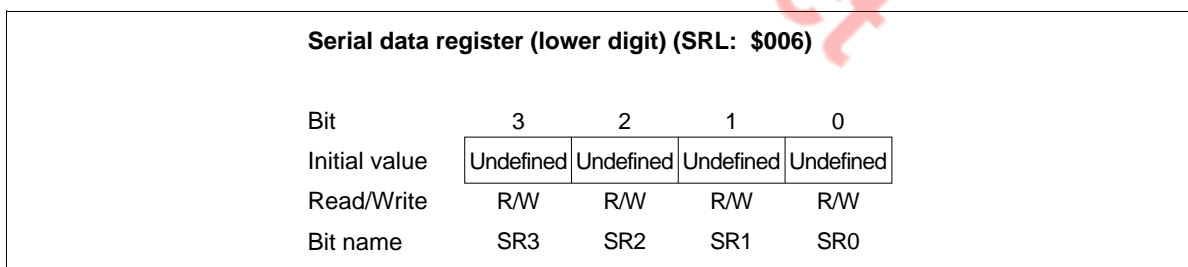 Serial data register (lower digit) (SRL: $006)
Bit 3 2 1 0
Initial value Undefined Undefined Undefined Undefined
Read/Write R/W R/W R/W R/W
Bit name SR3 SR2 SR1 SR0